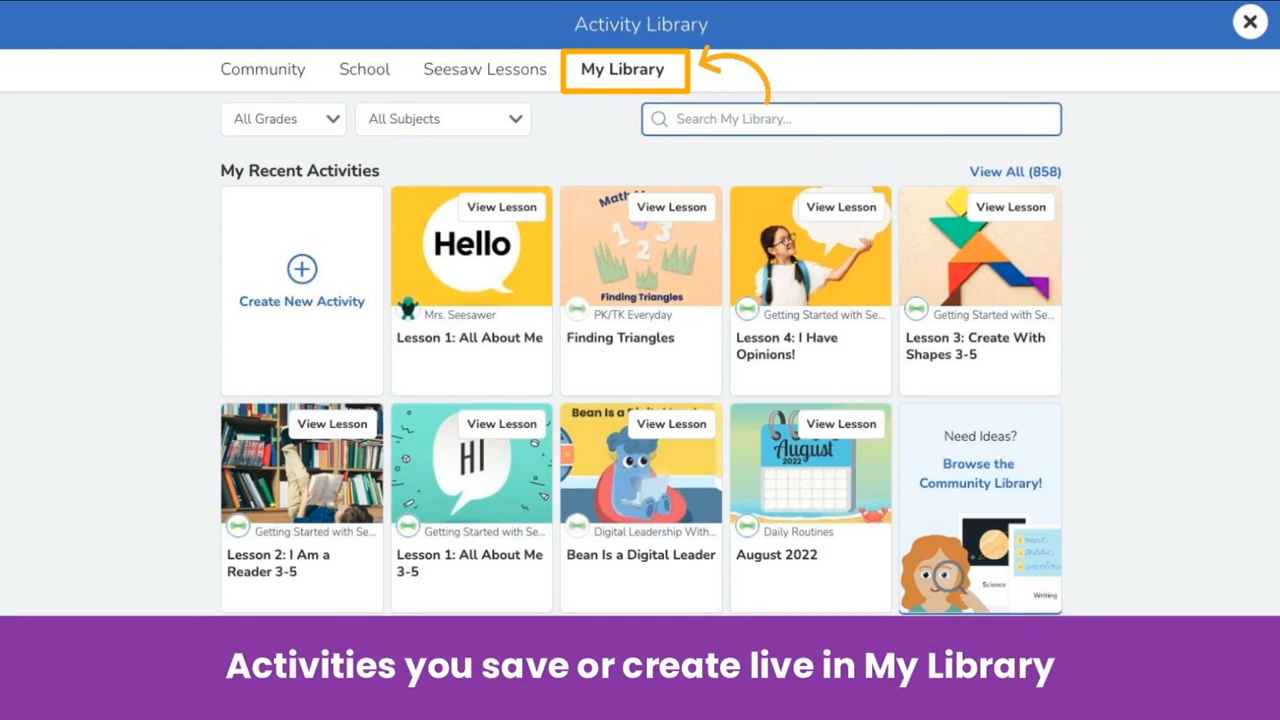 Activity Library
Community
School
Seesaw Lessons
My Library
All Grades
All Subjects
Search My Library...
My Recent Activities
View All (858)
Create New Activity
View Lesson
Hello
Mrs. Seesawer
Lesson 1: All About Me
Math
View Lesson
1 3
2
Finding Triangles
PK/TK Everyday
Finding Triangles
View Lesson
Getting Started with Se...
Lesson 4: I Have
Opinions!
View Lesson
Getting Started with Se...
Lesson 3: Create With
Shapes 3-5
View Lesson
Getting Started with Se...
Lesson 2: I Am a
Reader 3-5
View Lesson
HI
Getting Started with Se...
Lesson 1: All About Me
3-5
Bean Is a
View Lesson
Digital Leadership With...
Bean Is a Digital Leader
View Lesson
August
2022
Daily Routines
August 2022
Need Ideas?
Browse the
Community Library!
Science
Writing
Activities you save or create live in My Library